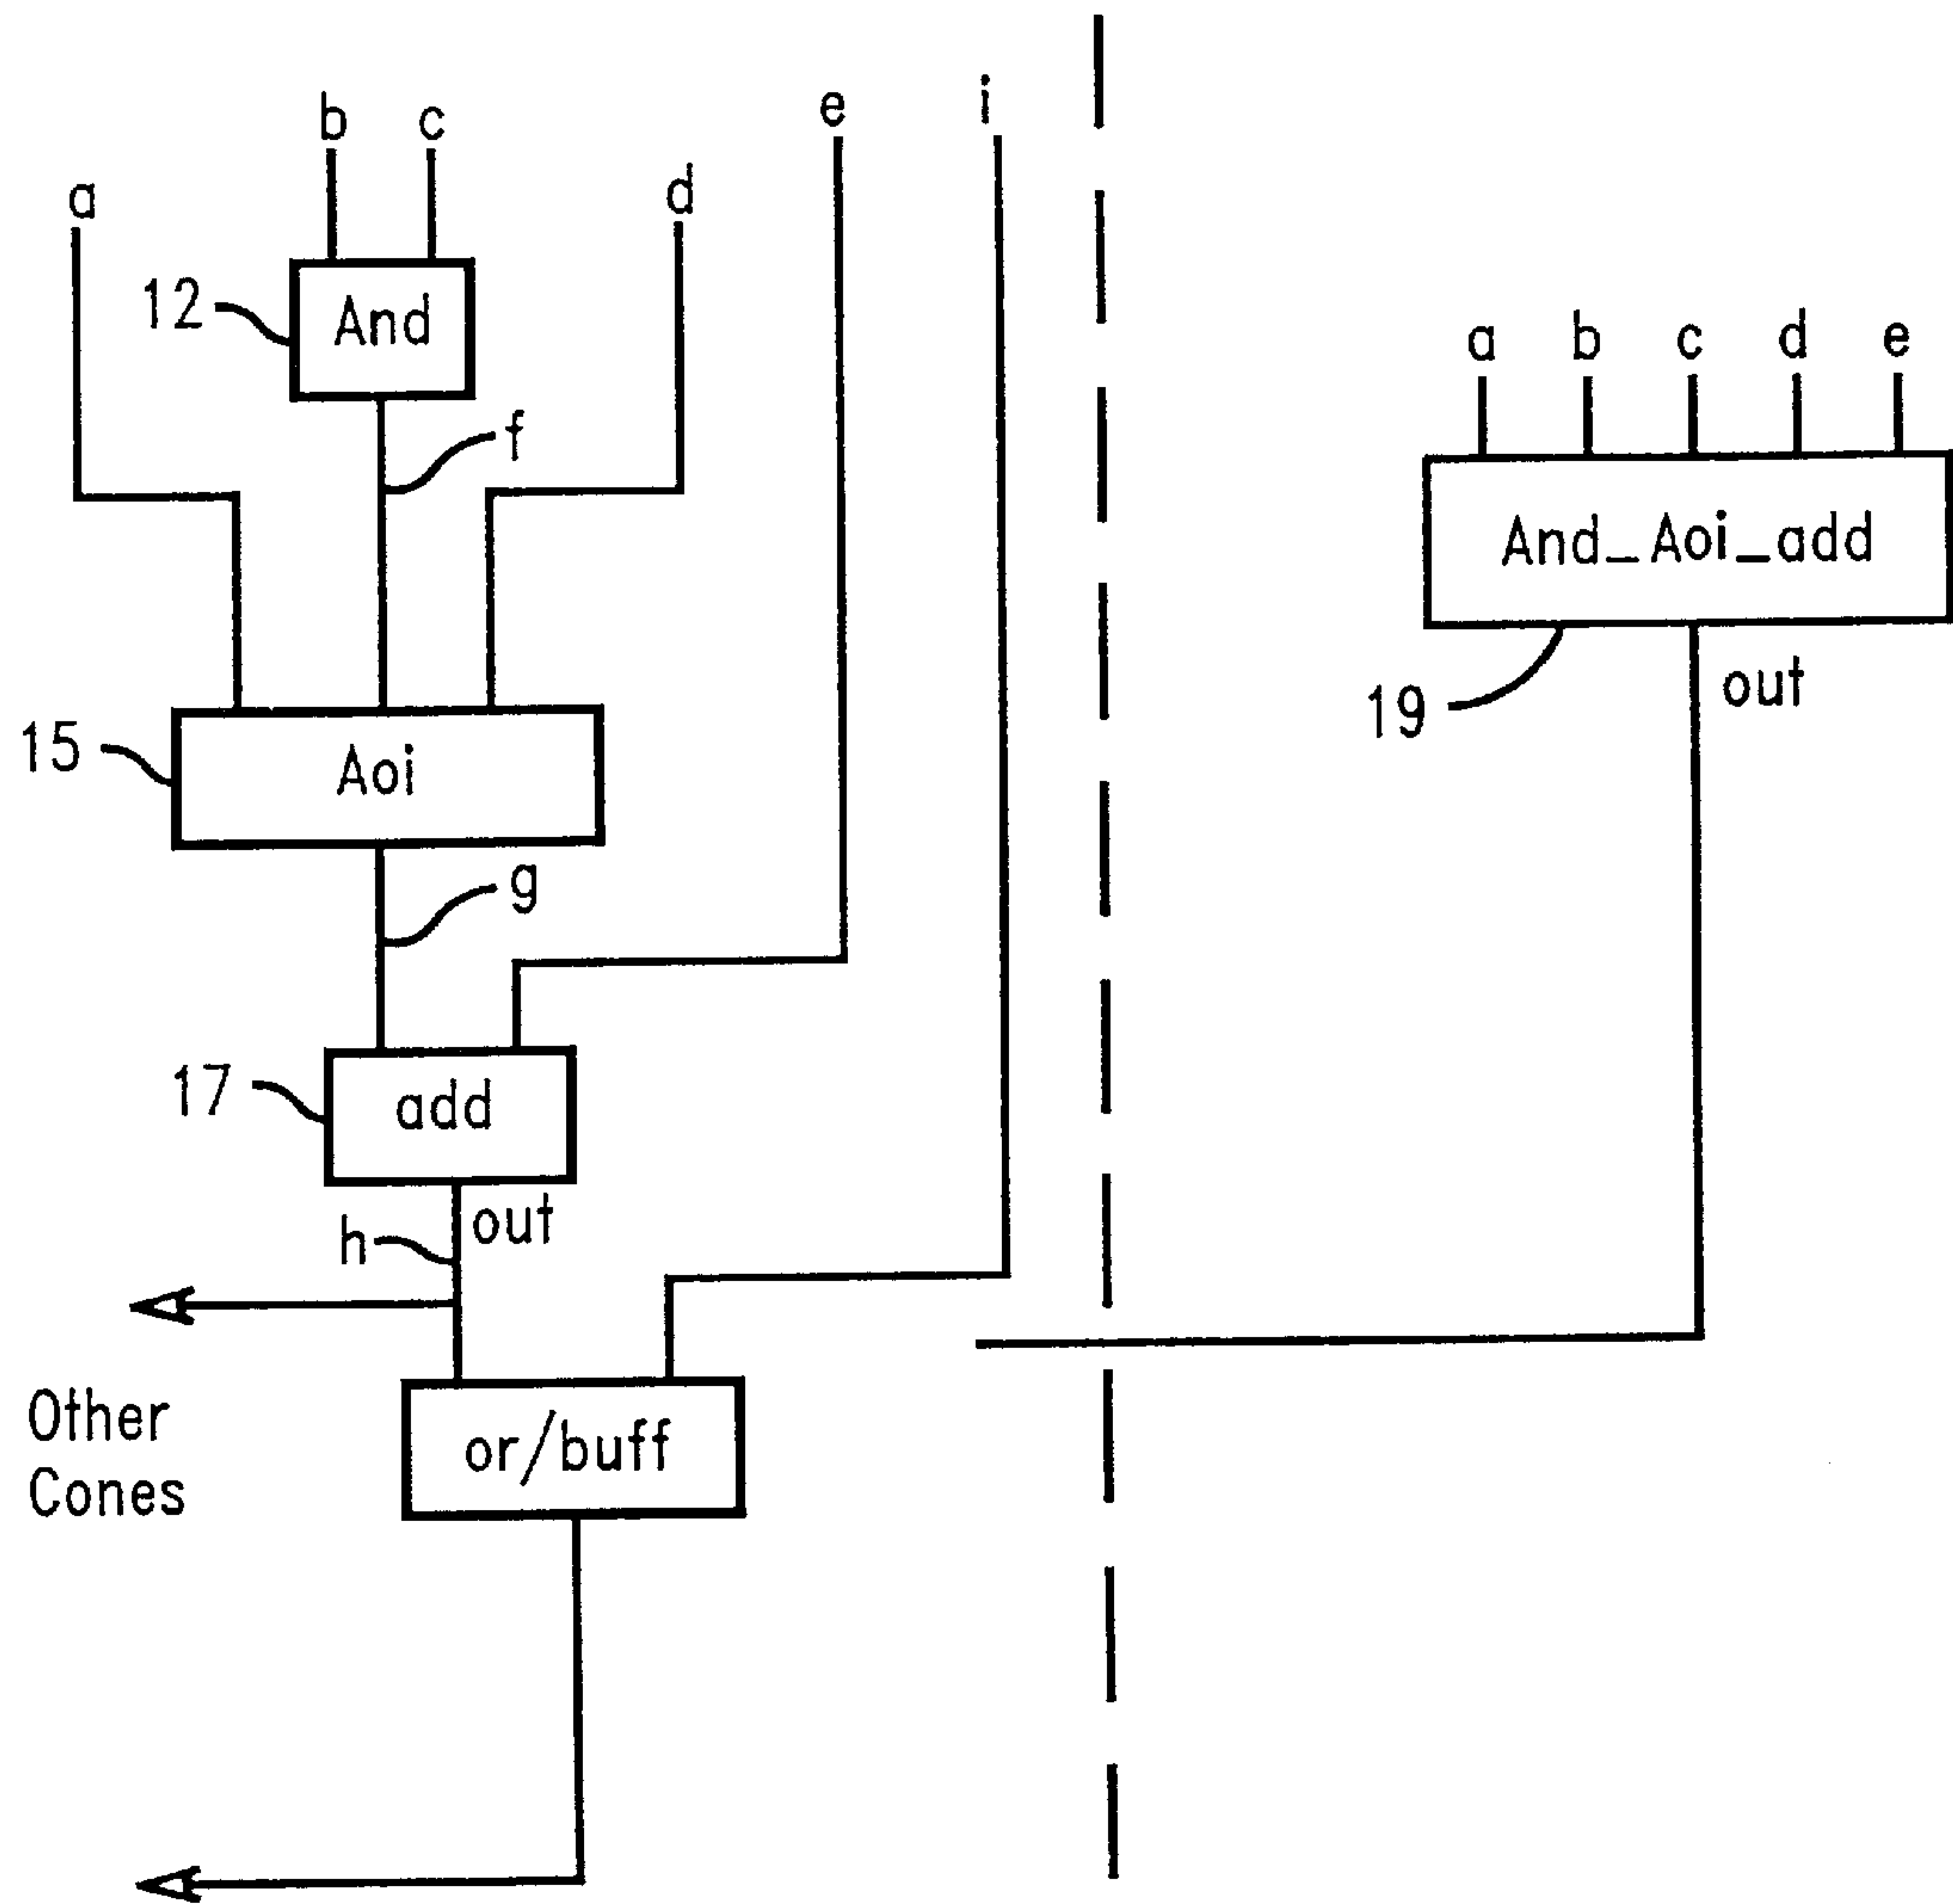 b c e i
a d
12 And
f
15 Aoi
g
17 add
h out
Other
Cones
or/buff
a b c d e
And_Aoi_add
19 out